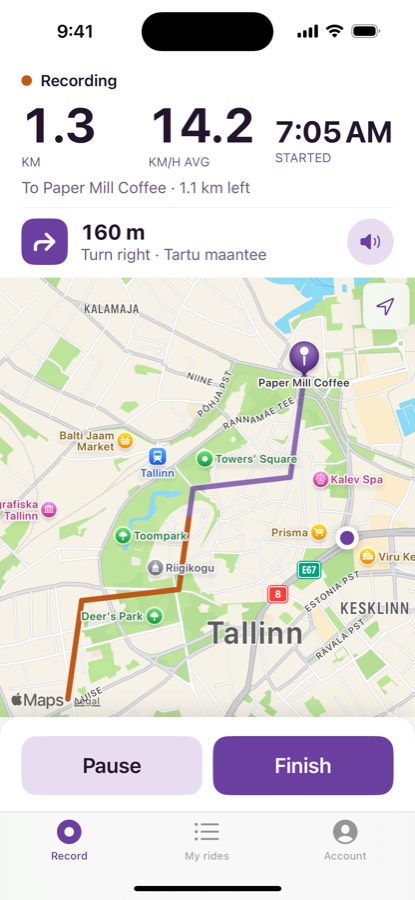 9:41
Recording
1.3
KM
14.2
KM/H AVG
7:05 AM
STARTED
To Paper Mill Coffee · 1.1 km left
160 m
Turn right · Tartu maantee
KALAMAJA
NIINE
PÕHJA PST
Paper Mill Coffee
RANNAMÄE TEE
Balti Jaam
Market
Tallinn
Towers' Square
grafiska
Tallinn
Kalev Spa
Toompark
Prisma
Viru Ke
Riigikogu
E67
8
ESTONIA PST
KESKLINN
Deer's Park
Tallinn
RÄVALA PST
Maps
Legal
Pause
Finish
Record
My rides
Account